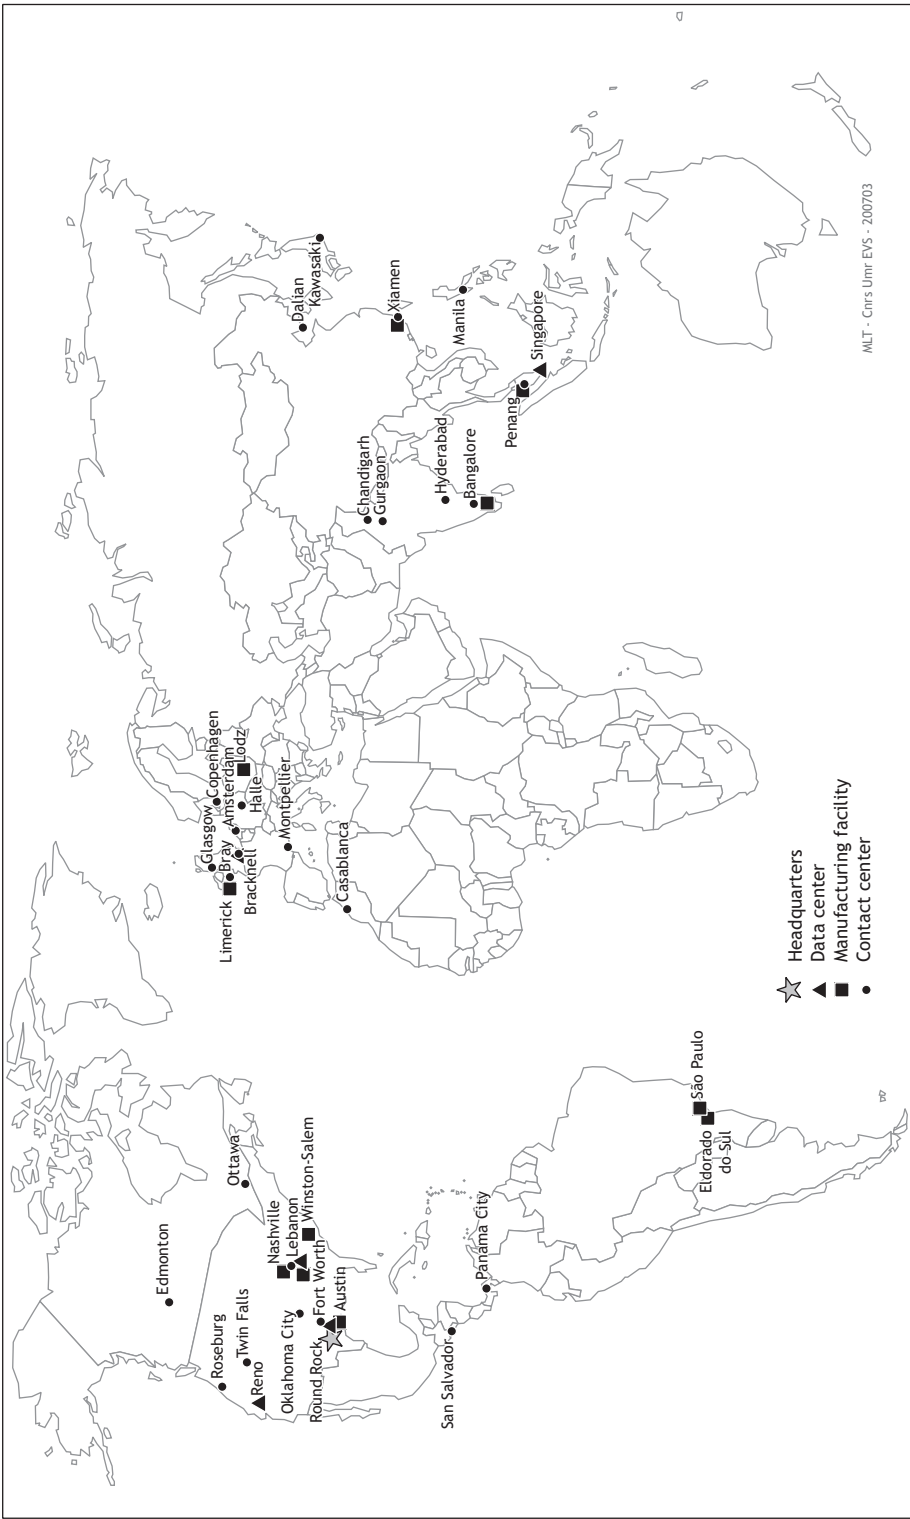 Edmonton
Ottawa
Roseburg
Twin Falls
Reno
Nashville
Lebanon
Winston-Salem
Oklahoma City
Fort Worth
Round Rock
Austin
San Salvador
Panama City
São Paulo
Eldorado
do Sul
Glasgow
Copenhagen
Limerick
Bray
Amsterdam
Lodz
Bracknell
Halle
Montpellier
Casablanca
Chandigarh
Gurgaon
Hyderabad
Bangalore
Dalian
Kawasaki
Xiamen
Manila
Penang
Singapore
Headquarters
Data center
Manufacturing facility
Contact center
MLT - Cnrs Umr EVS - 200703